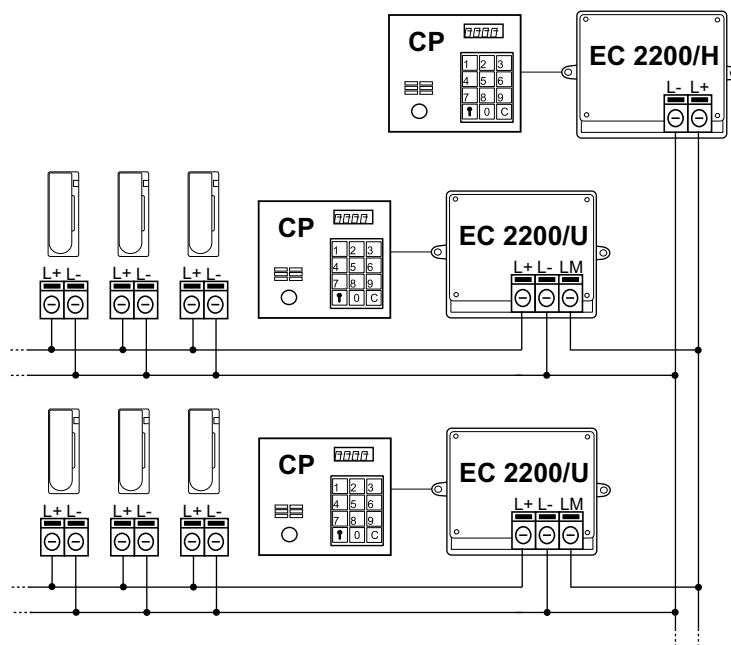 CP
1 2 3
4 5 6
7 8 9
0 C
EC 2200/H
L- L+
L+ L- L+ L- L+ L-
CP
1 2 3
4 5 6
7 8 9
0 C
EC 2200/U
L+ L- LM
L+ L- L+ L- L+ L-
CP
1 2 3
4 5 6
7 8 9
0 C
EC 2200/U
L+ L- LM